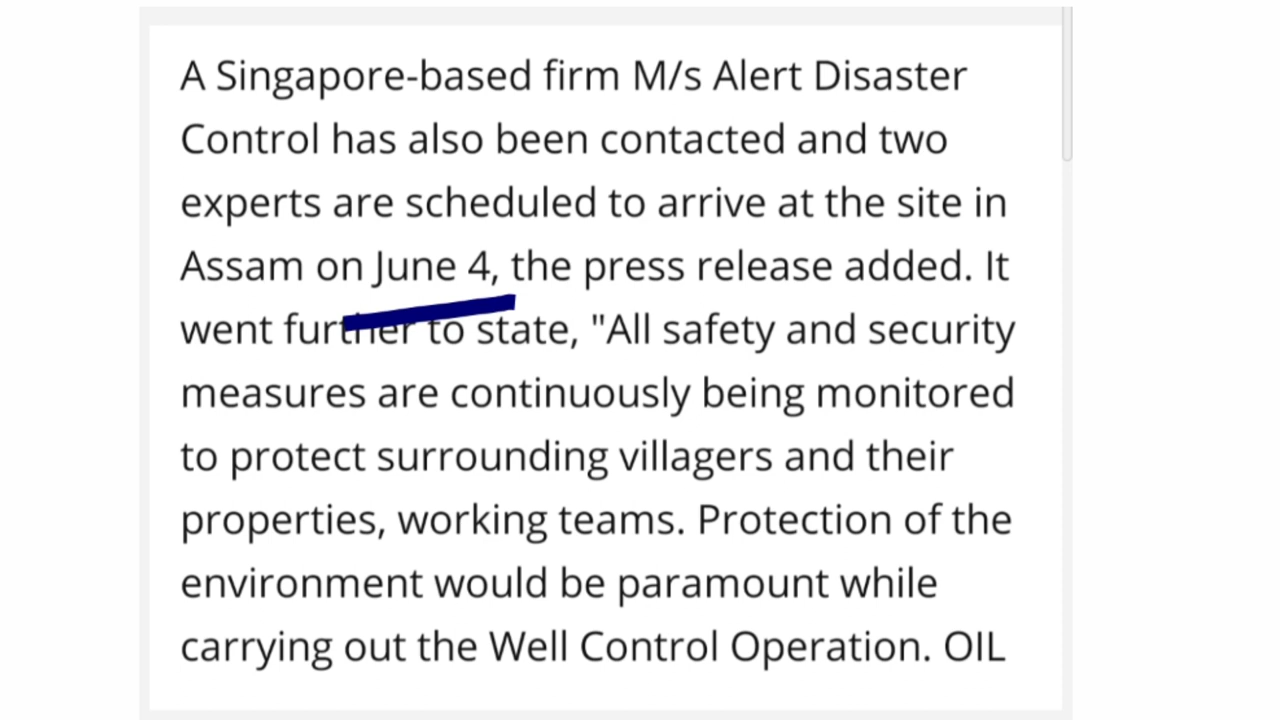 A Singapore-based firm M/s Alert Disaster
Control has also been contacted and two
experts are scheduled to arrive at the site in
Assam on June 4, the press release added. It
went further to state, "All safety and security
measures are continuously being monitored
to protect surrounding villagers and their
properties, working teams. Protection of the
environment would be paramount while
carrying out the Well Control Operation. OIL